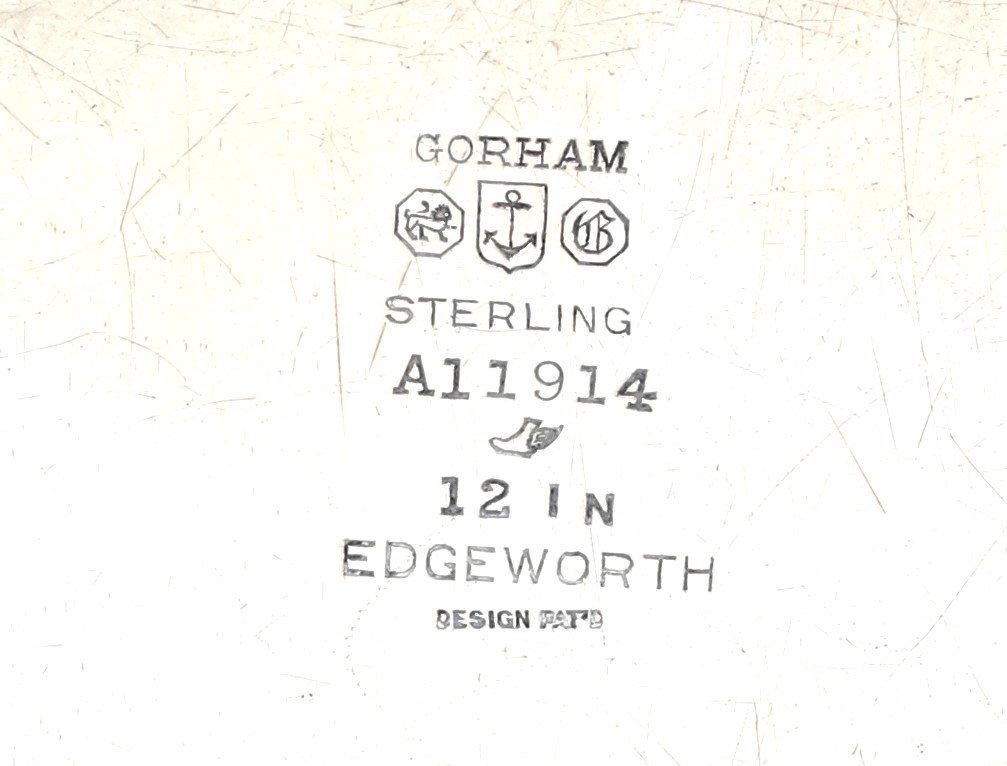 GORHAM
G
STERLING
A11914
12 IN
EDGEWORTH
DESIGN PAT'D